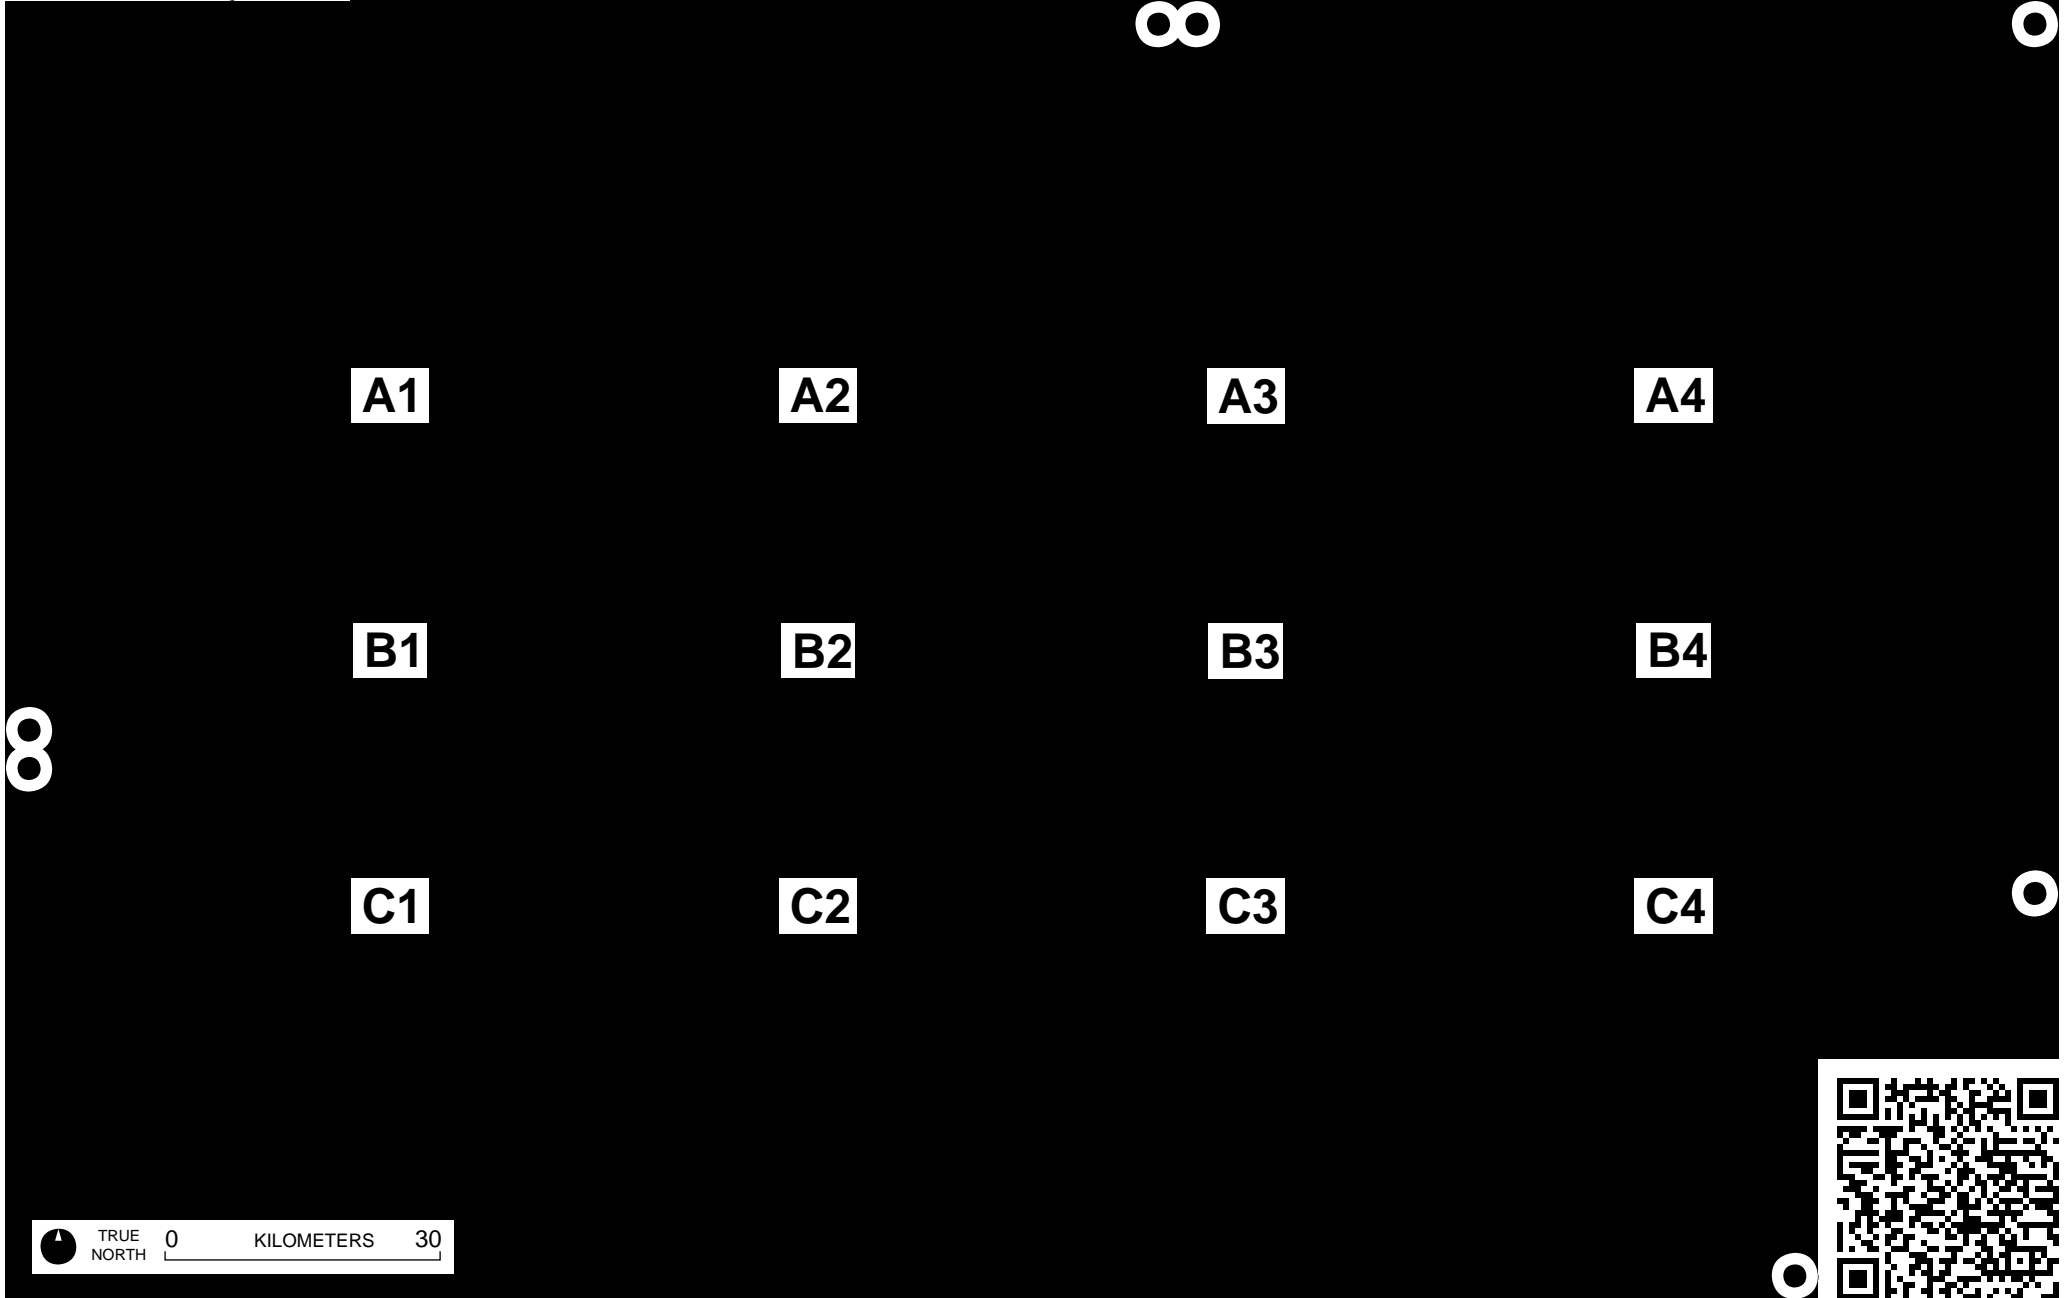 A1 A2 A3 A4
B1 B2 B3 B4
C1 C2 C3 C4
TRUE NORTH
0 KILOMETERS 30